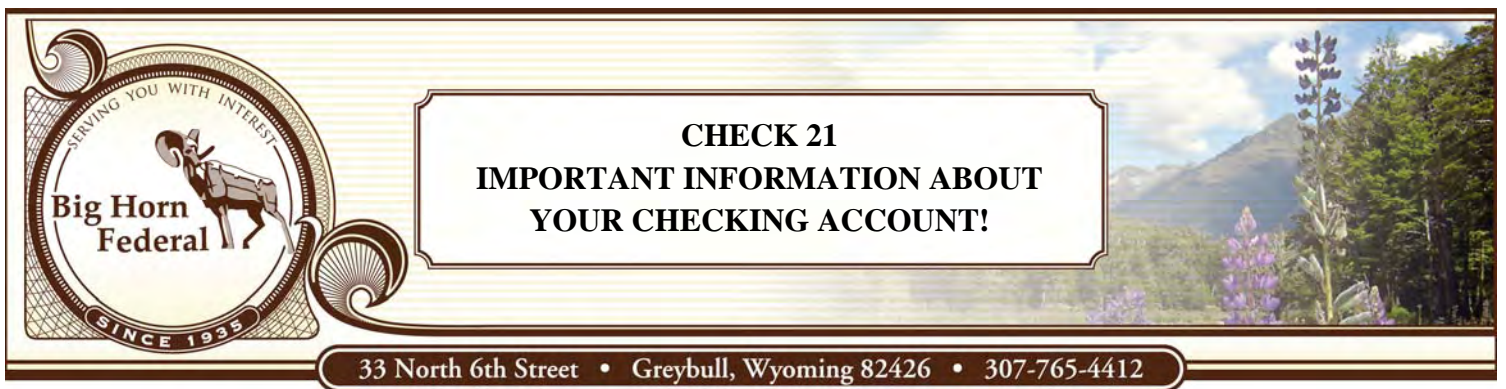 SERVING YOU WITH INTEREST
Big Horn
Federal
SINCE 1935
CHECK 21
IMPORTANT INFORMATION ABOUT
YOUR CHECKING ACCOUNT!
33 North 6th Street • Greybull, Wyoming 82426 • 307-765-4412